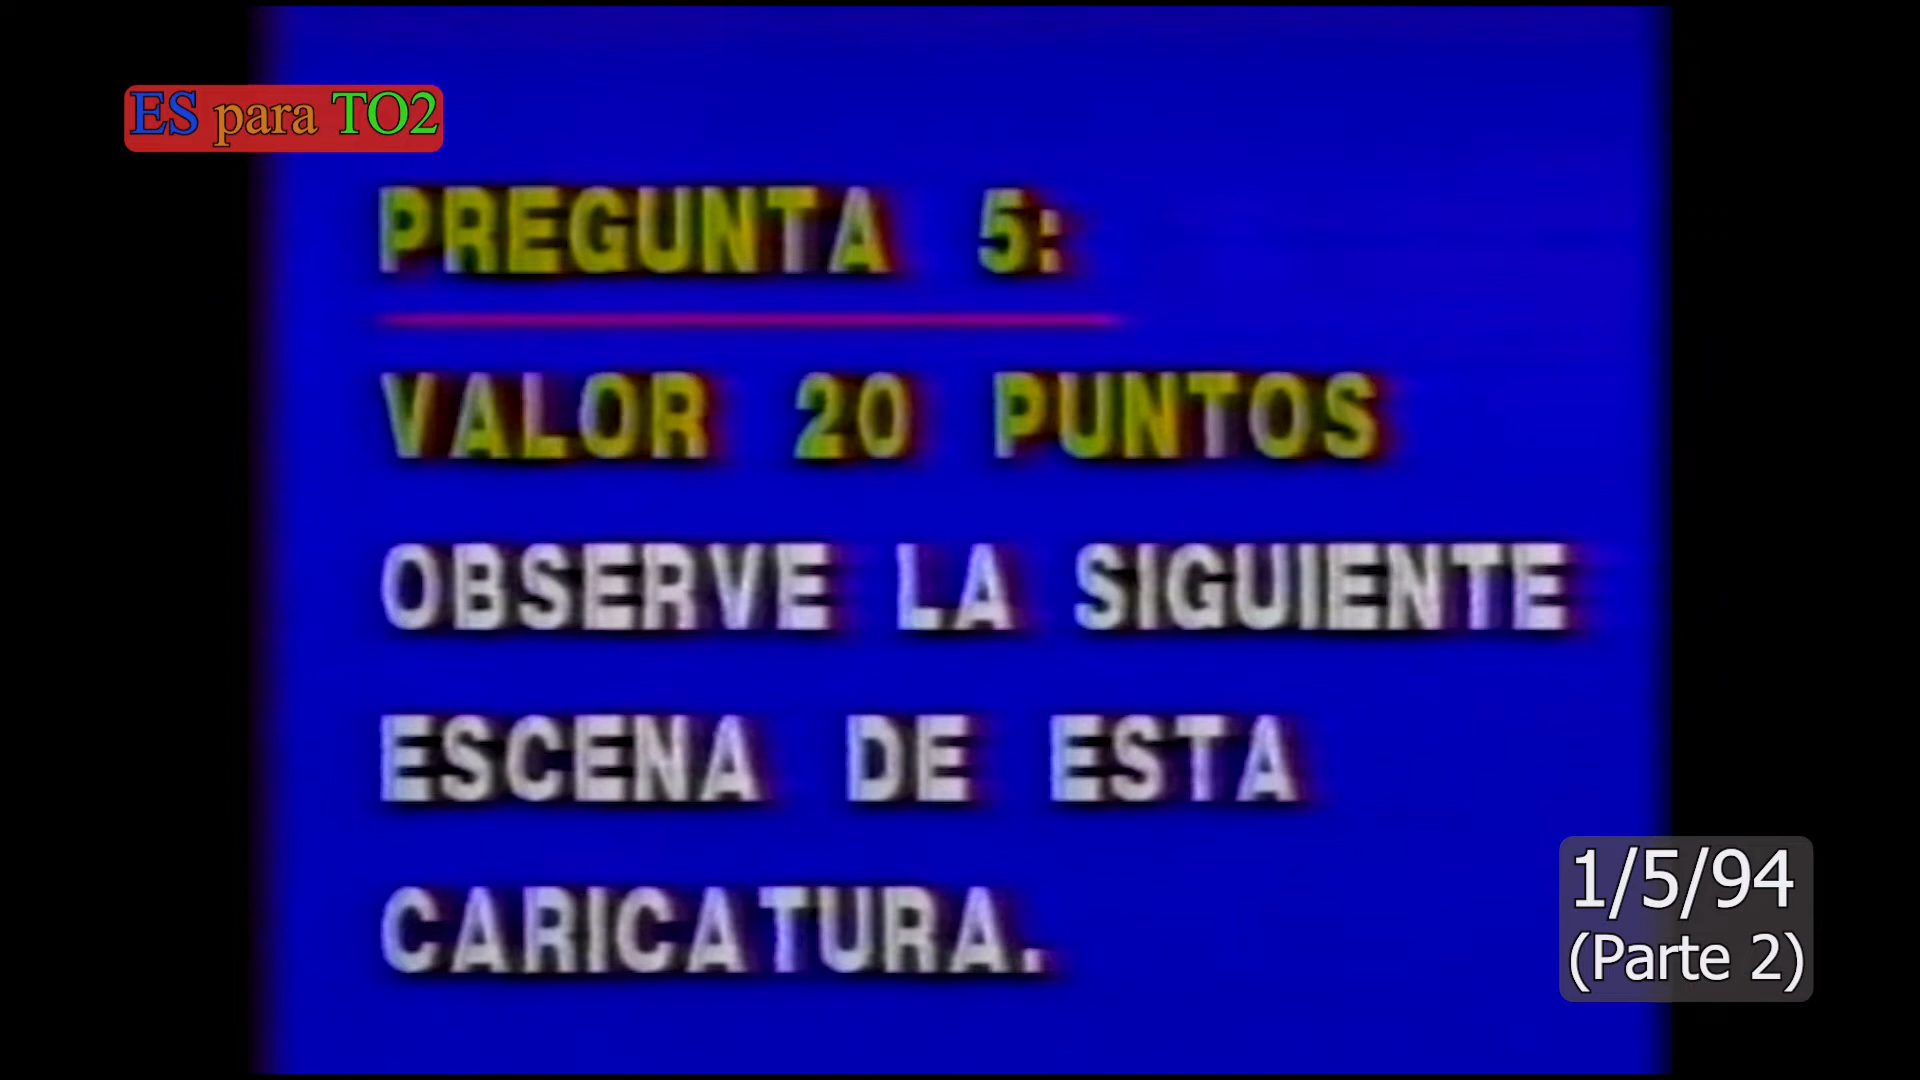 ES para TO2
PREGUNTA 5:
VALOR 20 PUNTOS
OBSERVE LA SIGUIENTE
ESCENA DE ESTA
CARICATURA.
1/5/94
(Parte 2)